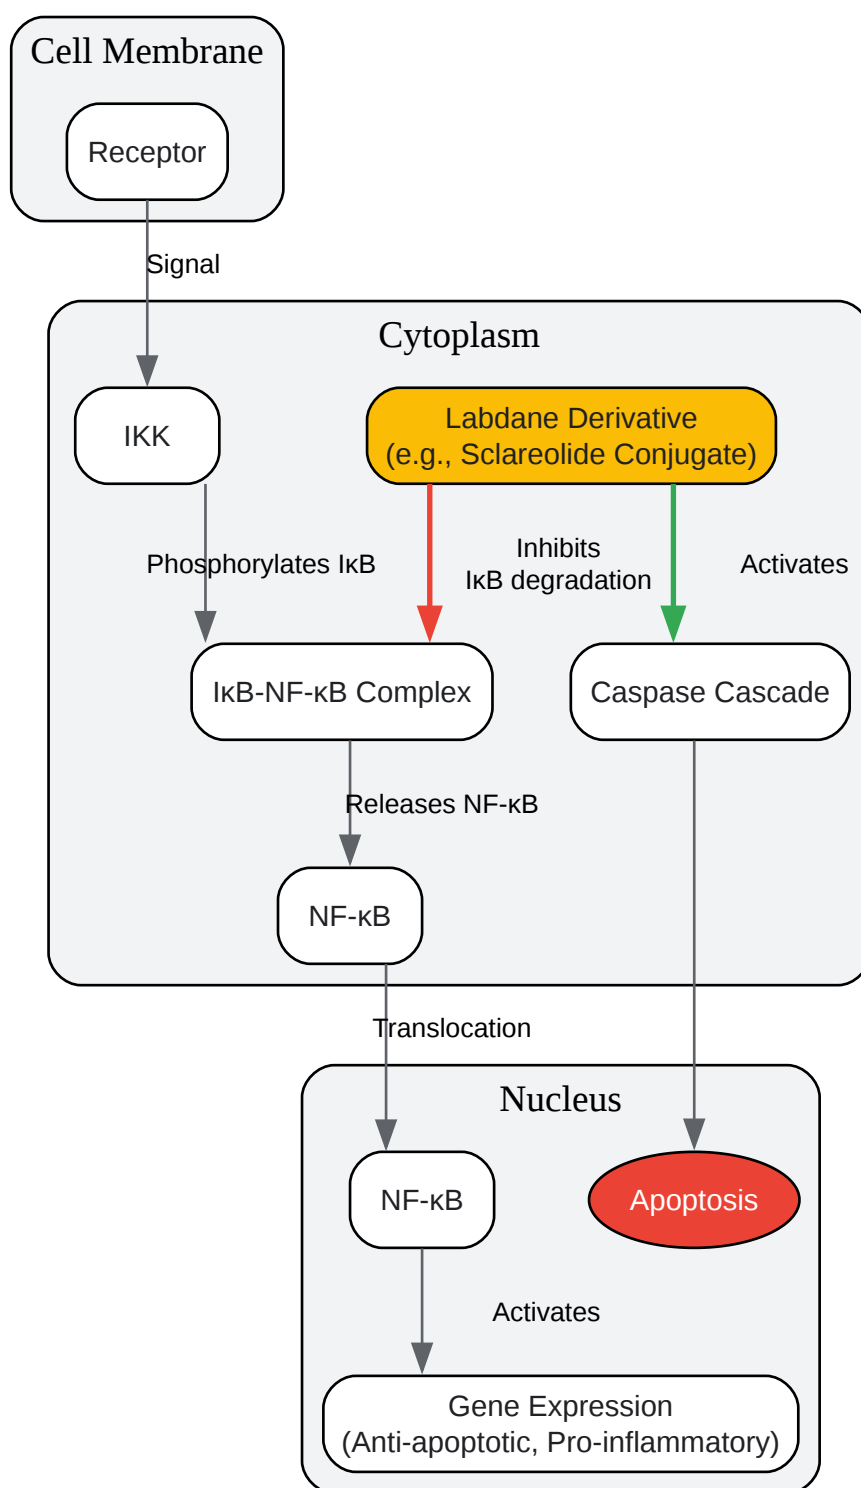 Cell Membrane
Receptor
Signal
Cytoplasm
IKK
Labdane Derivative
(e.g., Sclareolide Conjugate)
Phosphorylates IκB
Inhibits
IκB degradation
Activates
IκB-NF-κB Complex
Caspase Cascade
Releases NF-κB
NF-κB
Translocation
Nucleus
NF-κB
Apoptosis
Activates
Gene Expression
(Anti-apoptotic, Pro-inflammatory)